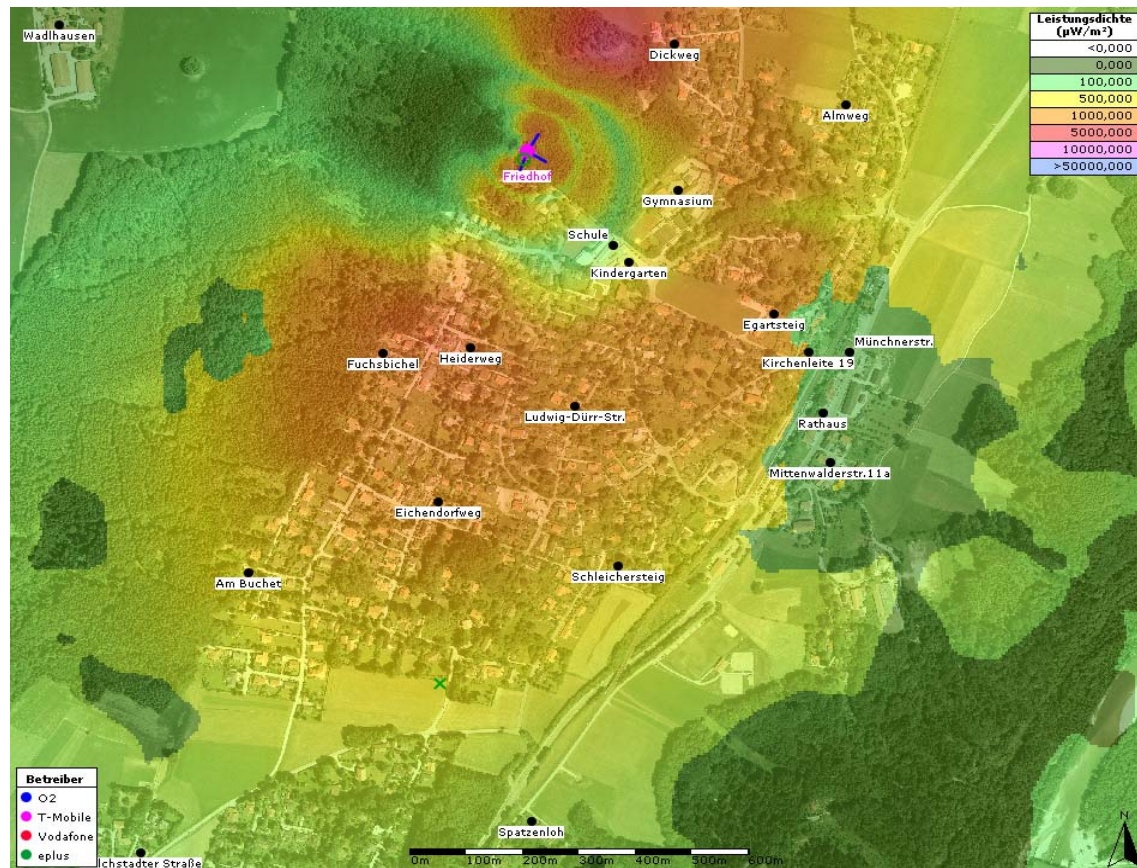 Wadlhausen
Dickweg
Leistungsdichte
(µW/m²)
<0,000
0,000
100,000
500,000
1000,000
5000,000
10000,000
>50000,000
Almweg
Friedhof
Gymnasium
Schule
Kindergarten
Egartsteig
Münchnerstr.
Kirchenleite 19
Fuchsbichel
Heiderweg
Ludwig-Dürr-Str.
Rathaus
Mittenwalderstr.11a
Eichendorfweg
Schleichersteig
Am Buchet
Betreiber
O2
T-Mobile
Vodafone
eplus
Spatzenloh
lchstadter Straße
0m 100m 200m 300m 400m 500m 600m
N